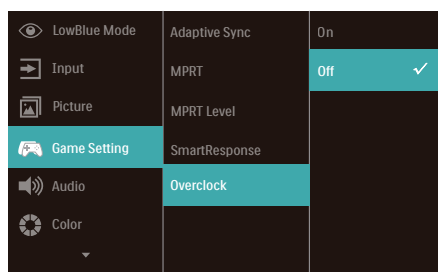 LowBlue Mode
Input
Picture
Game Setting
Audio
Color
Adaptive Sync
MPRT
MPRT Level
SmartResponse
Overclock
On
Off